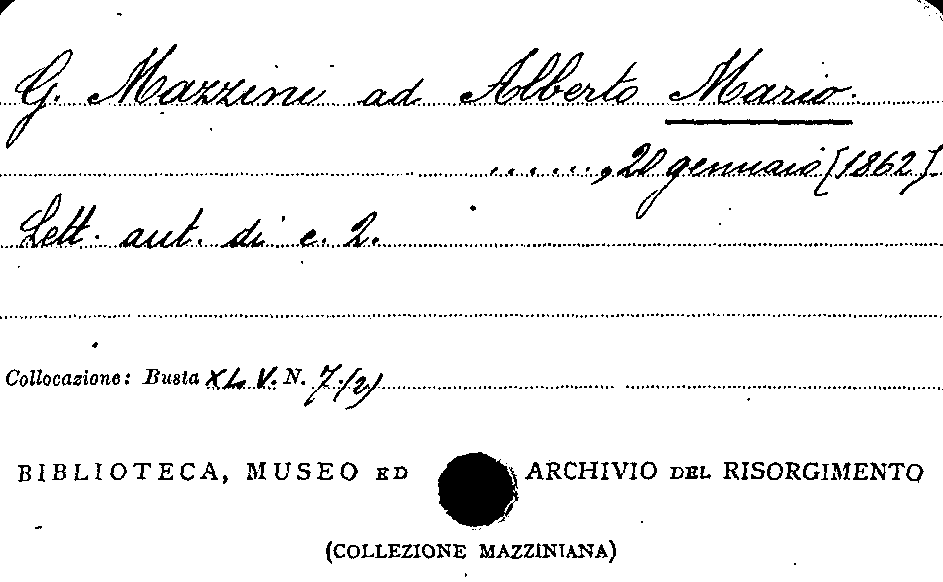 G. Mazzini ad Alberto Mario.
......, 20 gennaio [1862]
Lett. aut. di c. 2.
Collocazione: Busta XLV. N. 7.(2)
BIBLIOTECA, MUSEO ED ARCHIVIO DEL RISORGIMENTO
(COLLEZIONE MAZZINIANA)